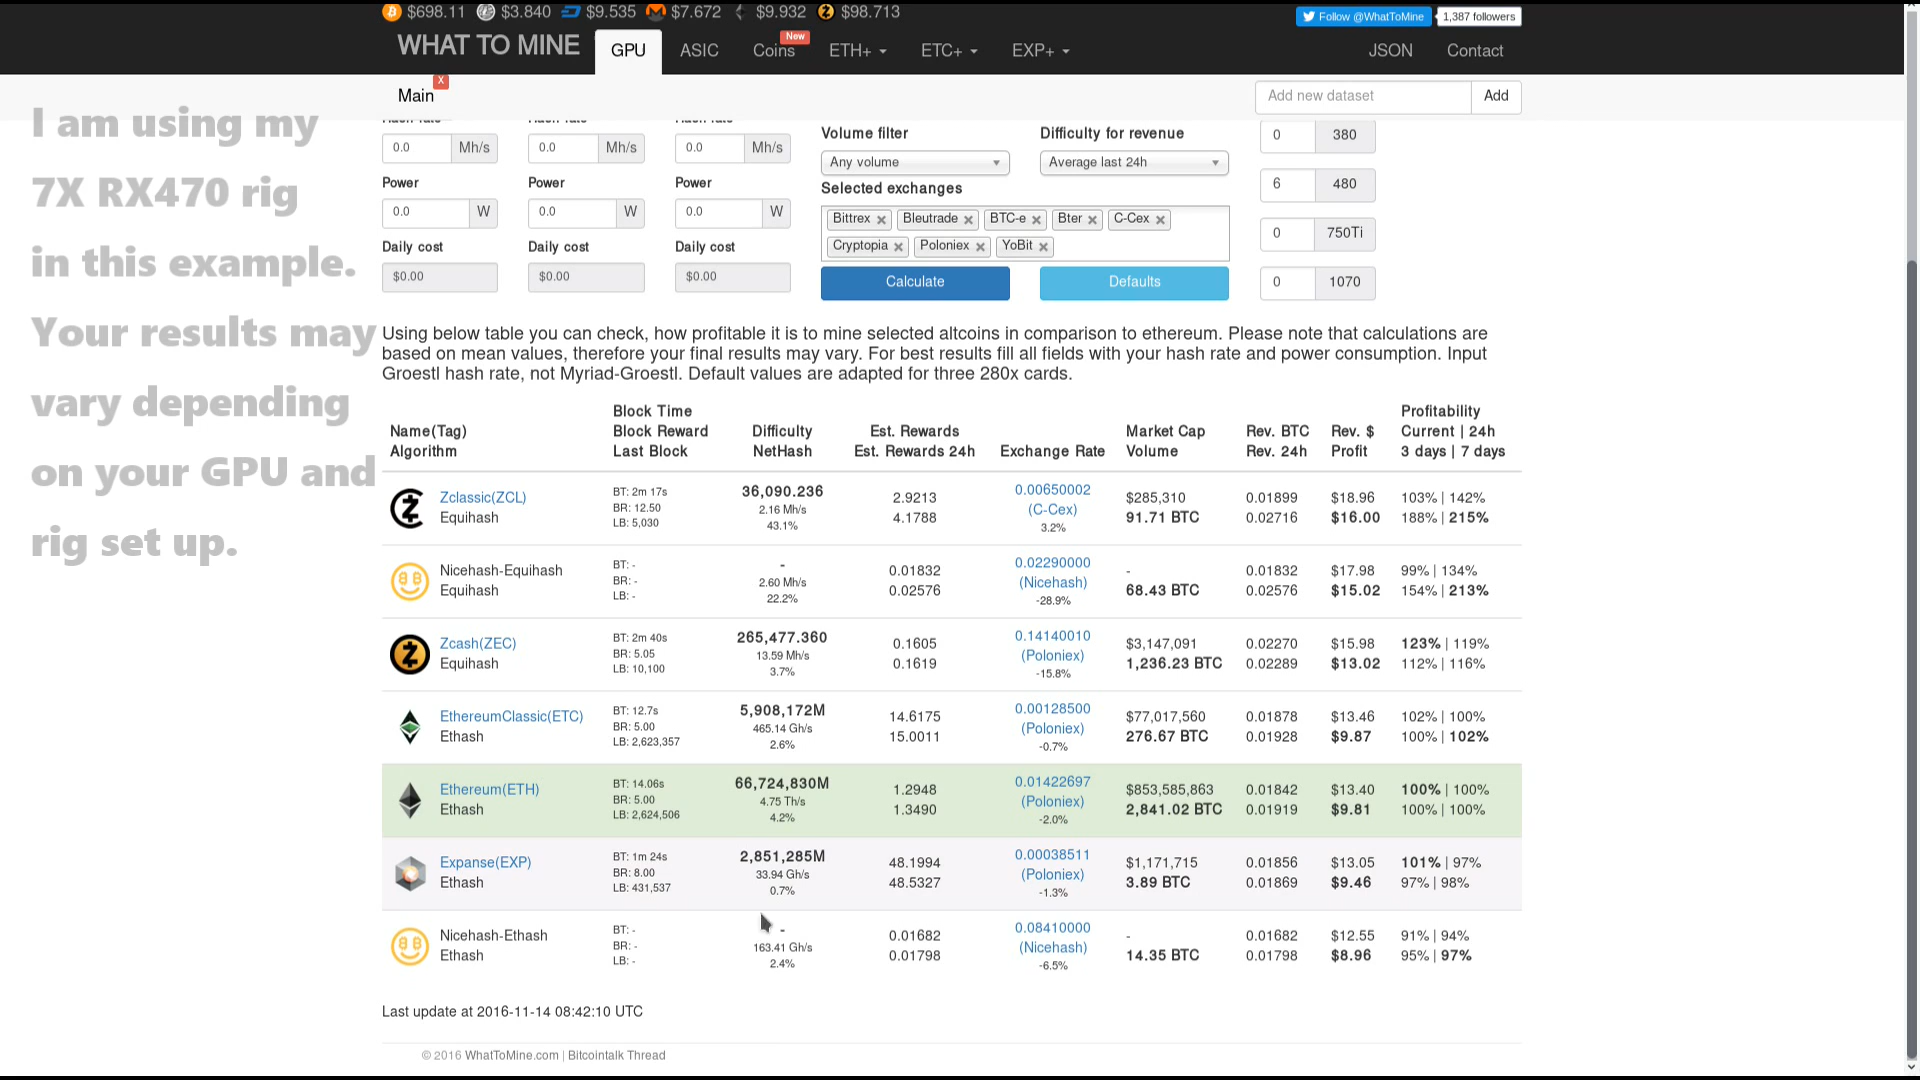 $698.11 $3.840 $9.535 $7.672 $9.932 $98.713
Follow @WhatToMine 1,387 followers
WHAT TO MINE GPU ASIC Coins New ETH+ ETC+ EXP+ JSON Contact
Main x Add new dataset Add
I am using my
7X RX470 rig
in this example.
Your results may
vary depending
on your GPU and
rig set up.
Hash rate Hash rate Hash rate
Volume filter Difficulty for revenue 0 380
0.0 Mh/s 0.0 Mh/s 0.0 Mh/s
Any volume Average last 24h
Power Power Power
Selected exchanges 6 480
0.0 W 0.0 W 0.0 W
Bittrex Bleutrade BTC-e Bter C-Cex
0 750Ti
Daily cost Daily cost Daily cost
Cryptopia Poloniex YoBit
$0.00 $0.00 $0.00
Calculate Defaults 0 1070
Using below table you can check, how profitable it is to mine selected altcoins in comparison to ethereum. Please note that calculations are
based on mean values, therefore your final results may vary. For best results fill all fields with your hash rate and power consumption. Input
Groestl hash rate, not Myriad-Groestl. Default values are adapted for three 280x cards.
Block Time Profitability
Name(Tag) Block Reward Difficulty Est. Rewards Market Cap Rev. BTC Rev. $ Current | 24h
Algorithm Last Block NetHash Est. Rewards 24h Exchange Rate Volume Rev. 24h Profit 3 days | 7 days
Zclassic(ZCL) BT: 2m 17s 36,090.236 2.9213 0.00650002 $285,310 0.01899 $18.96 103% | 142%
Equihash BR: 12.50 2.16 Mh/s 4.1788 (C-Cex) 91.71 BTC 0.02716 $16.00 188% | 215%
LB: 5,030 43.1% 3.2%
Nicehash-Equihash BT: - - 0.01832 0.02290000 - 0.01832 $17.98 99% | 134%
Equihash BR: - 2.60 Mh/s 0.02576 (Nicehash) 68.43 BTC 0.02576 $15.02 154% | 213%
LB: - 22.2% -28.9%
Zcash(ZEC) BT: 2m 40s 265,477.360 0.1605 0.14140010 $3,147,091 0.02270 $15.98 123% | 119%
Equihash BR: 5.05 13.59 Mh/s 0.1619 (Poloniex) 1,236.23 BTC 0.02289 $13.02 112% | 116%
LB: 10,100 3.7% -15.8%
EthereumClassic(ETC) BT: 12.7s 5,908,172M 14.6175 0.00128500 $77,017,560 0.01878 $13.46 102% | 100%
Ethash BR: 5.00 465.14 Gh/s 15.0011 (Poloniex) 276.67 BTC 0.01928 $9.87 100% | 102%
LB: 2,623,357 2.6% -0.7%
Ethereum(ETH) BT: 14.06s 66,724,830M 1.2948 0.01422697 $853,585,863 0.01842 $13.40 100% | 100%
Ethash BR: 5.00 4.75 Th/s 1.3490 (Poloniex) 2,841.02 BTC 0.01919 $9.81 100% | 100%
LB: 2,624,506 4.2% -2.0%
Expanse(EXP) BT: 1m 24s 2,851,285M 48.1994 0.00038511 $1,171,715 0.01856 $13.05 101% | 97%
Ethash BR: 8.00 33.94 Gh/s 48.5327 (Poloniex) 3.89 BTC 0.01869 $9.46 97% | 98%
LB: 431,537 0.7% -1.3%
Nicehash-Ethash BT: - - 0.01682 0.08410000 - 0.01682 $12.55 91% | 94%
Ethash BR: - 163.41 Gh/s 0.01798 (Nicehash) 14.35 BTC 0.01798 $8.96 95% | 97%
LB: - 2.4% -6.5%
Last update at 2016-11-14 08:42:10 UTC
© 2016 WhatToMine.com | Bitcointalk Thread